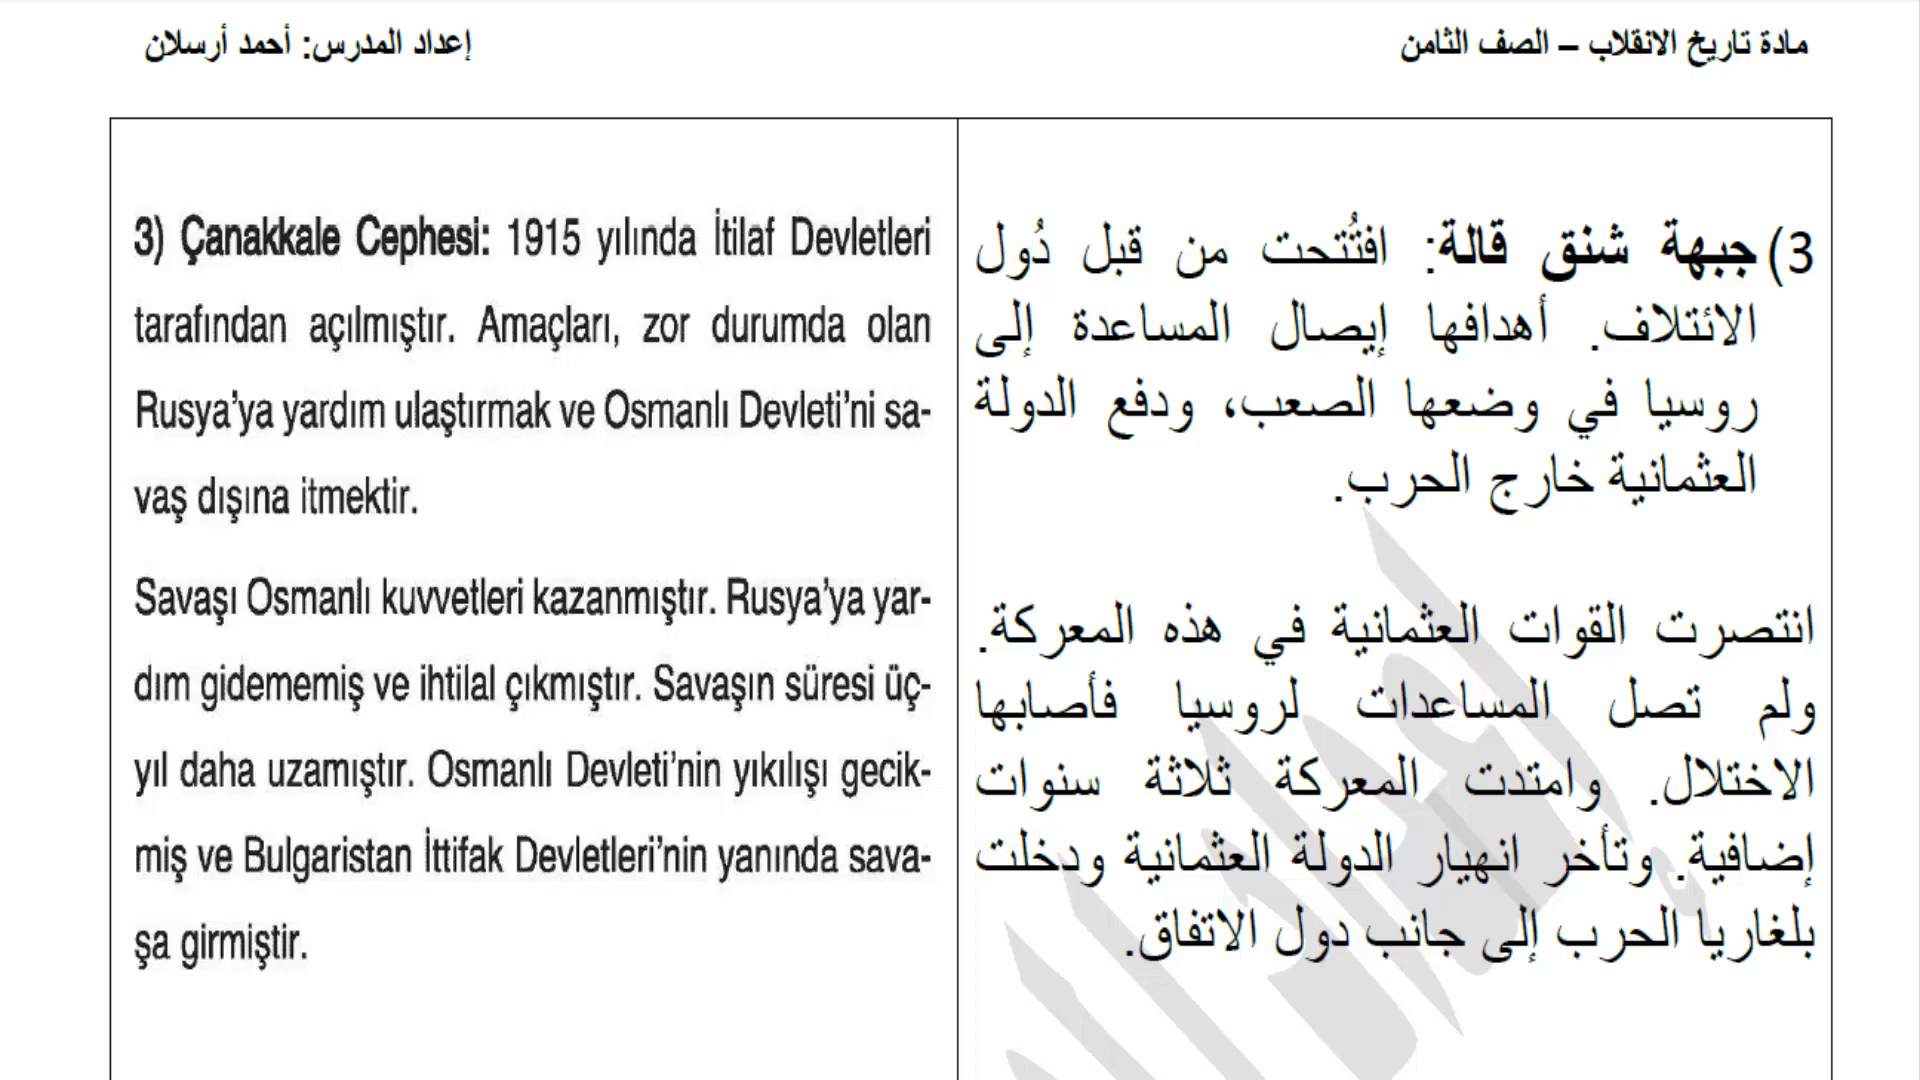 مادة تاريخ الانقلاب – الصف الثامن
إعداد المدرس: أحمد أرسلان
3) Çanakkale Cephesi: 1915 yılında İtilaf Devletleri
tarafından açılmıştır. Amaçları, zor durumda olan
Rusya'ya yardım ulaştırmak ve Osmanlı Devleti'ni sa-
vaş dışına itmektir.
Savaşı Osmanlı kuvvetleri kazanmıştır. Rusya'ya yar-
dım gidememiş ve ihtilal çıkmıştır. Savaşın süresi üç-
yıl daha uzamıştır. Osmanlı Devleti'nin yıkılışı gecik-
miş ve Bulgaristan İttifak Devletleri'nin yanında sava-
şa girmiştir.
3) جبهة شنق قالة: افتُتحت من قبل دُول
الائتلاف. أهدافها إيصال المساعدة إلى
روسيا في وضعها الصعب، ودفع الدولة
العثمانية خارج الحرب.
انتصرت القوات العثمانية في هذه المعركة.
ولم تصل المساعدات لروسيا فأصابها
الاختلال. وامتدت المعركة ثلاثة سنوات
إضافية. وتأخر انهيار الدولة العثمانية ودخلت
بلغاريا الحرب إلى جانب دول الاتفاق.